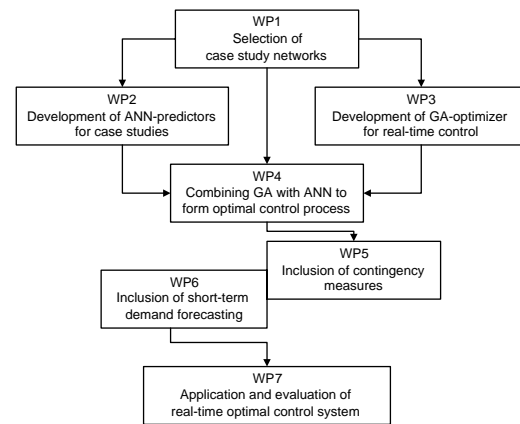 WP1
Selection of
case study networks
WP2
Development of ANN-predictors
for case studies
WP3
Development of GA-optimizer
for real-time control
WP4
Combining GA with ANN to
form optimal control process
WP5
Inclusion of contingency
measures
WP6
Inclusion of short-term
demand forecasting
WP7
Application and evaluation of
real-time optimal control system